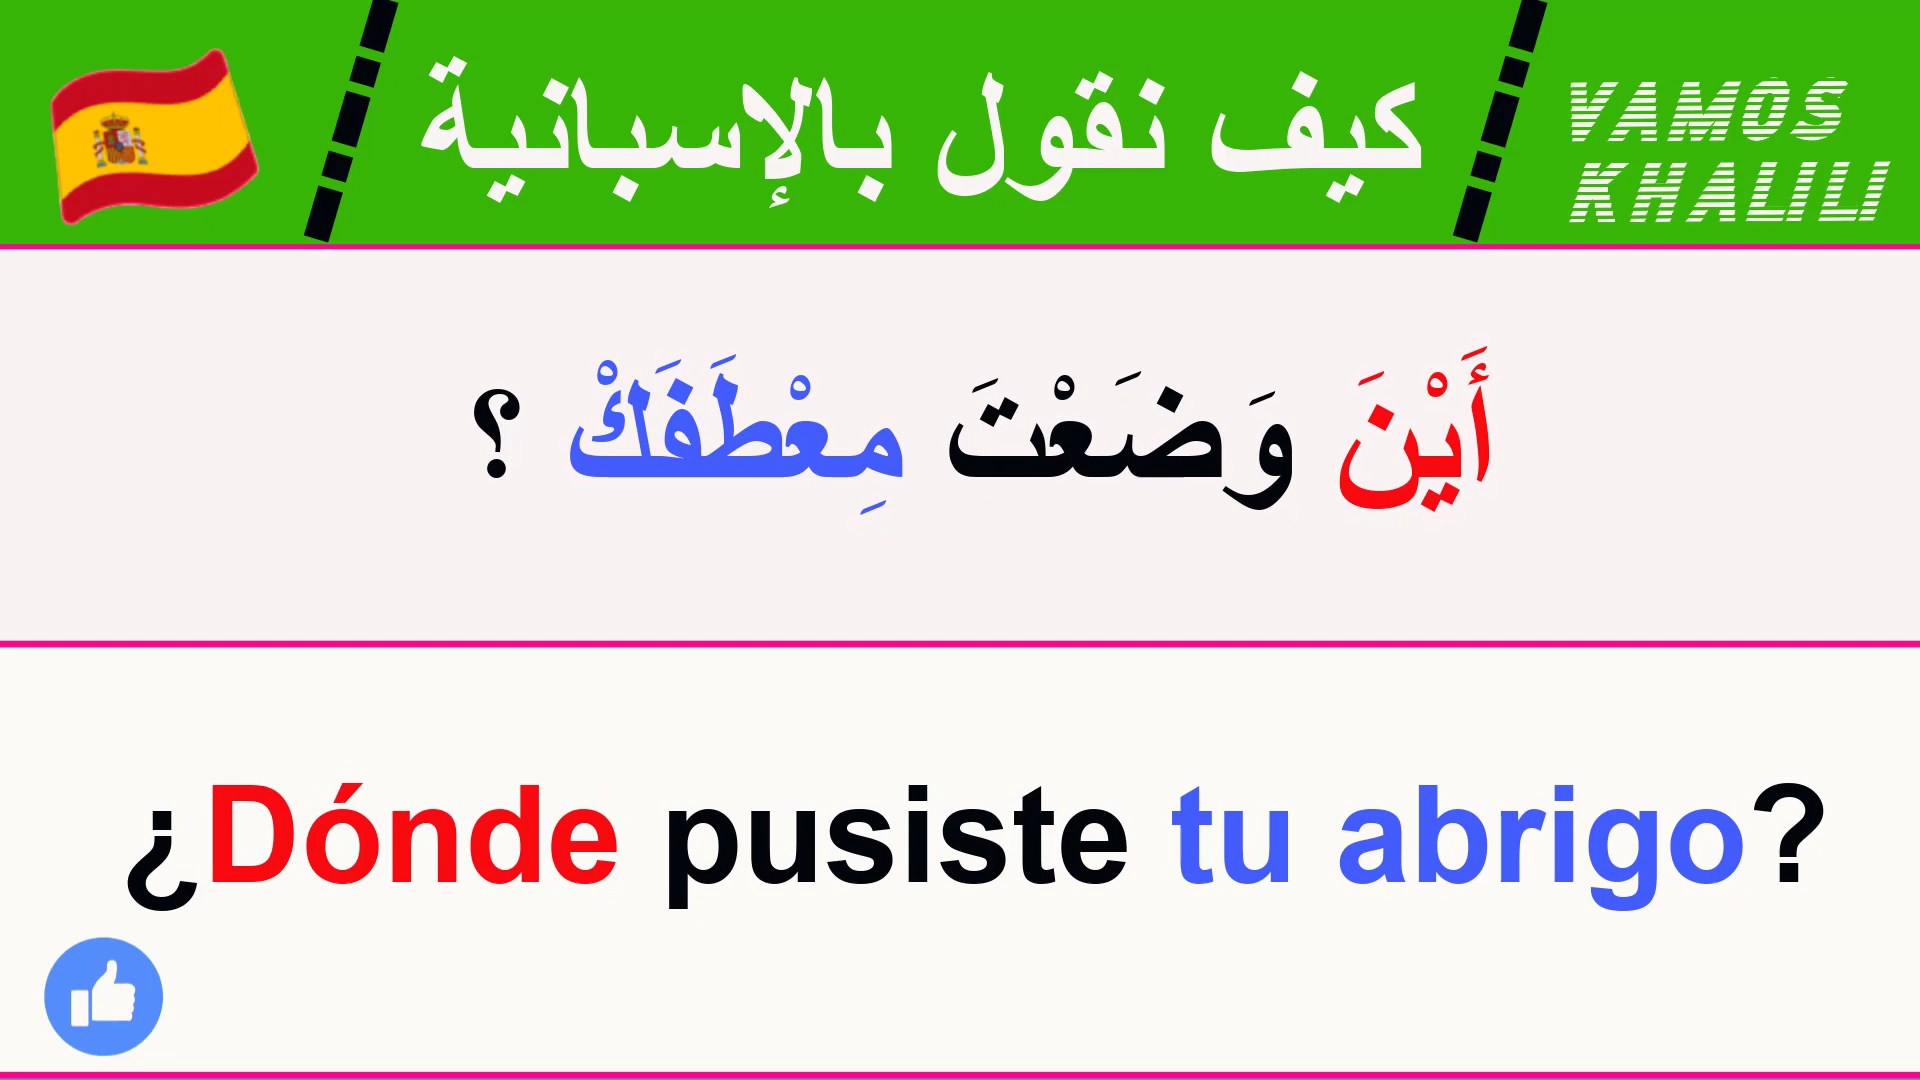 كيف نقول بالإسبانية
VAMOS
KHALILI
أَيْنَ وَضَعْتَ مِعْطَفَكْ ؟
¿Dónde pusiste tu abrigo?